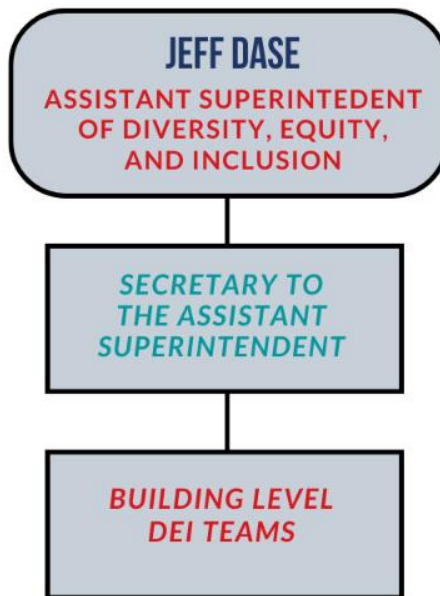 JEFF DASE
ASSISTANT SUPERINTEDENT
OF DIVERSITY, EQUITY,
AND INCLUSION
SECRETARY TO
THE ASSISTANT
SUPERINTENDENT
BUILDING LEVEL
DEI TEAMS